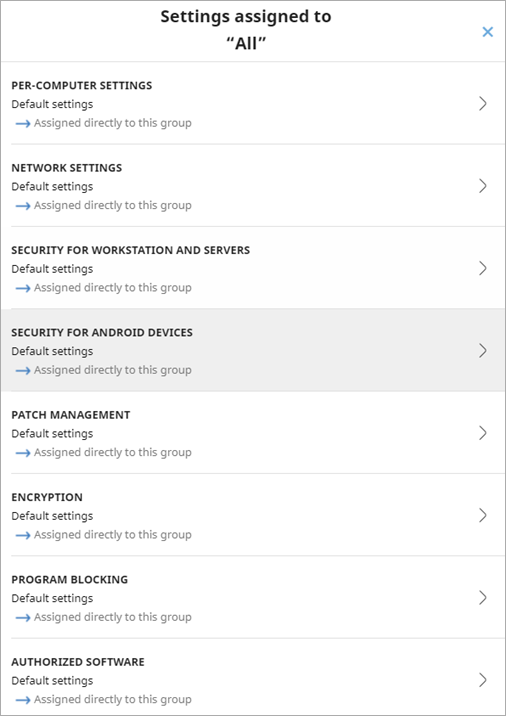 Settings assigned to
“All”
PER-COMPUTER SETTINGS
Default settings
Assigned directly to this group
NETWORK SETTINGS
Default settings
Assigned directly to this group
SECURITY FOR WORKSTATION AND SERVERS
Default settings
Assigned directly to this group
SECURITY FOR ANDROID DEVICES
Default settings
Assigned directly to this group
PATCH MANAGEMENT
Default settings
Assigned directly to this group
ENCRYPTION
Default settings
Assigned directly to this group
PROGRAM BLOCKING
Default settings
Assigned directly to this group
AUTHORIZED SOFTWARE
Default settings
Assigned directly to this group